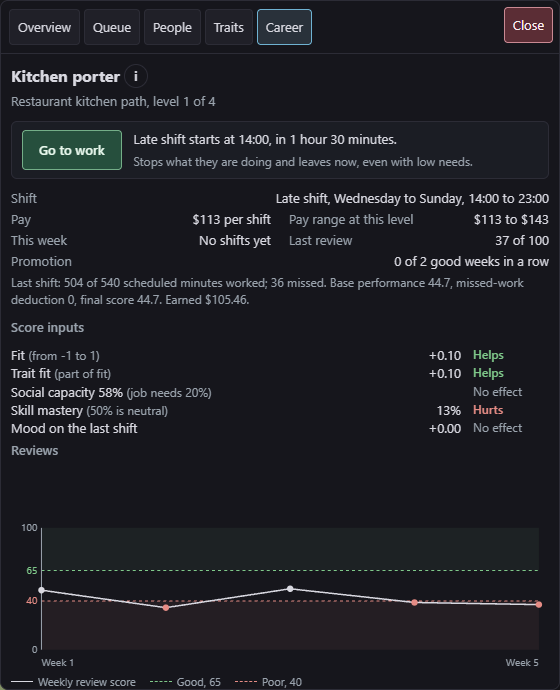 Overview Queue People Traits Career Close
Kitchen porter i
Restaurant kitchen path, level 1 of 4
Go to work
Late shift starts at 14:00, in 1 hour 30 minutes.
Stops what they are doing and leaves now, even with low needs.
Shift Late shift, Wednesday to Sunday, 14:00 to 23:00
Pay $113 per shift Pay range at this level $113 to $143
This week No shifts yet Last review 37 of 100
Promotion 0 of 2 good weeks in a row
Last shift: 504 of 540 scheduled minutes worked; 36 missed. Base performance 44.7, missed-work
deduction 0, final score 44.7. Earned $105.46.
Score inputs
Fit (from -1 to 1) +0.10 Helps
Trait fit (part of fit) +0.10 Helps
Social capacity 58% (job needs 20%) No effect
Skill mastery (50% is neutral) 13% Hurts
Mood on the last shift +0.00 No effect
Reviews
100
65
40
0
Week 1 Week 5
Weekly review score Good, 65 Poor, 40